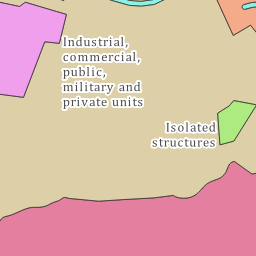 Industrial,
commercial,
public,
military and
private units
Isolated
structures